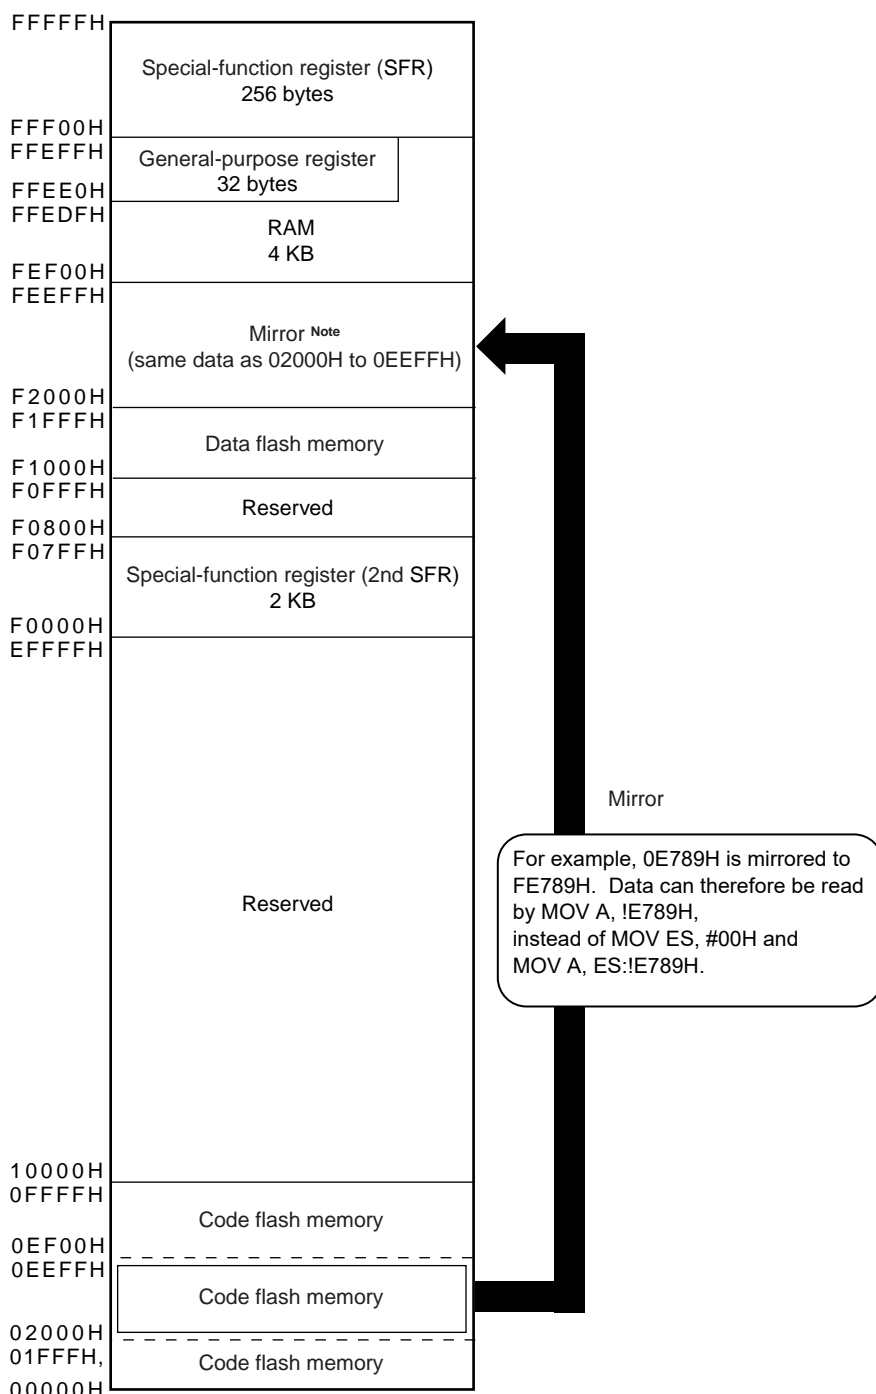 FFFFFH
Special-function register (SFR)
256 bytes
FFF00H
FFEFFH
General-purpose register
32 bytes
FFEE0H
FFEDFH
RAM
4 KB
FEF00H
FEEFFH
Mirror Note
(same data as 02000H to 0EEFFH)
F2000H
F1FFFH
Data flash memory
F1000H
F0FFFH
Reserved
F0800H
F07FFH
Special-function register (2nd SFR)
2 KB
F0000H
EFFFFH
Mirror
For example, 0E789H is mirrored to
FE789H. Data can therefore be read
by MOV A, !E789H,
instead of MOV ES, #00H and
MOV A, ES:!E789H.
Reserved
10000H
0FFFFH
Code flash memory
0EF00H
0EEFFH
Code flash memory
02000H
01FFFH,
Code flash memory
00000H